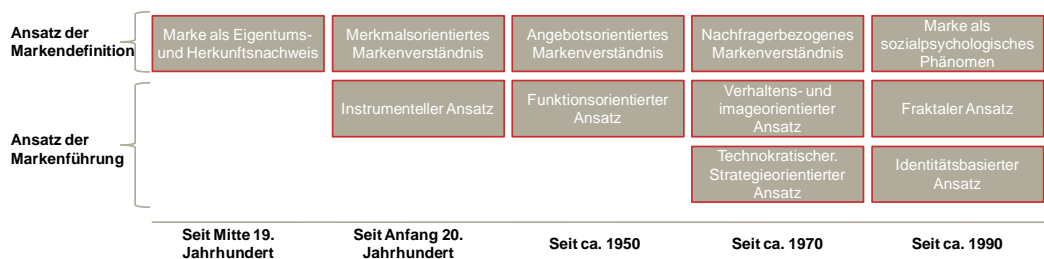 Ansatz der
Markendefinition
Marke als Eigentums-
und Herkunftsnachweis
Merkmalsorientiertes
Markenverständnis
Angebotsorientiertes
Markenverständnis
Nachfragerbezogenes
Markenverständnis
Marke als
sozialpsychologisches
Phänomen
Ansatz der
Markenführung
Instrumenteller Ansatz
Funktionsorientierter
Ansatz
Verhaltens- und
imageorientierter
Ansatz
Fraktaler Ansatz
Technokratischer.
Strategieorientierter
Ansatz
Identitätsbasierter
Ansatz
Seit Mitte 19.
Jahrhundert
Seit Anfang 20.
Jahrhundert
Seit ca. 1950
Seit ca. 1970
Seit ca. 1990